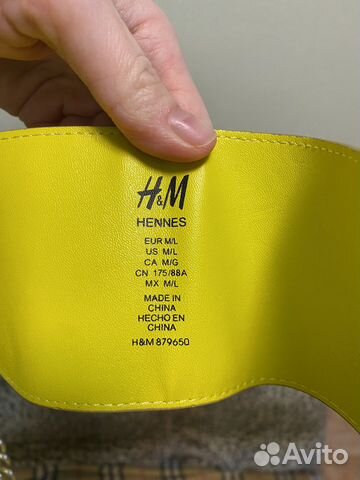 H&M
HENNES
EUR M/L
US M/L
CA M/G
CN 175/88A
MX M/L
MADE IN
CHINA
HECHO EN
CHINA
H&M 879650
Avito